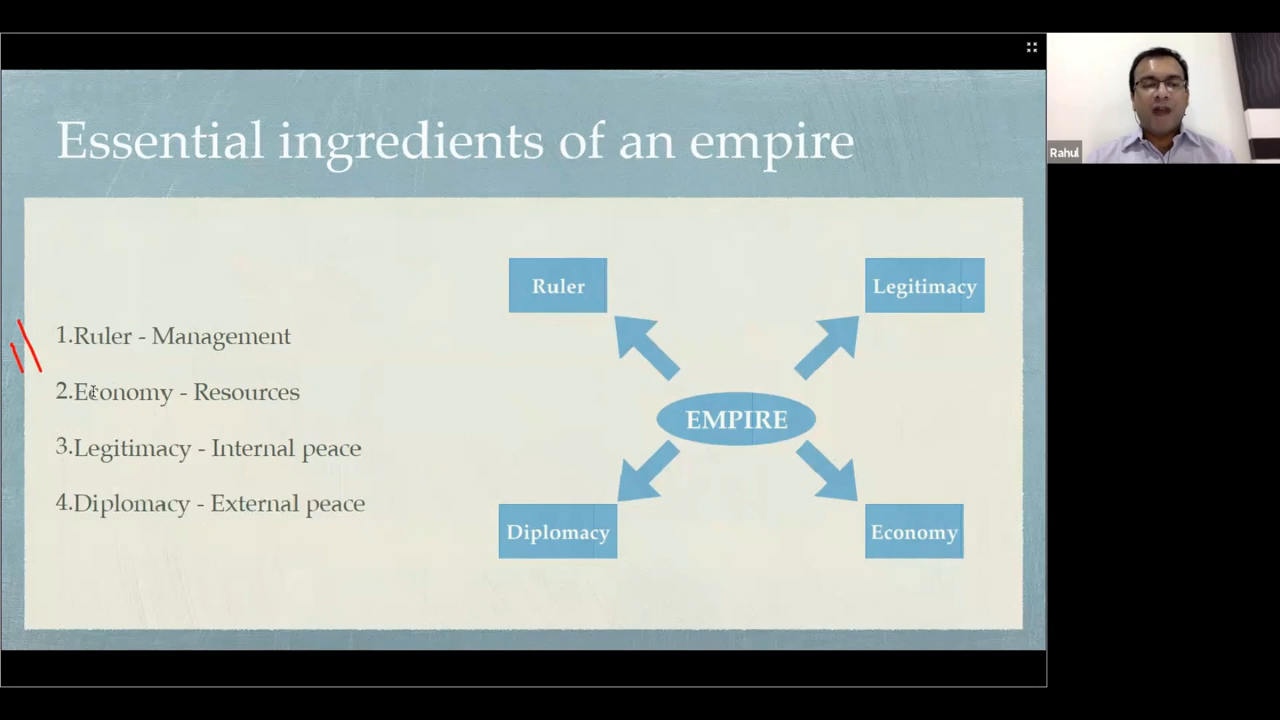 Essential ingredients of an empire
1.Ruler - Management
2.Economy - Resources
3.Legitimacy - Internal peace
4.Diplomacy - External peace
Ruler
Legitimacy
EMPIRE
Diplomacy
Economy
Rahul